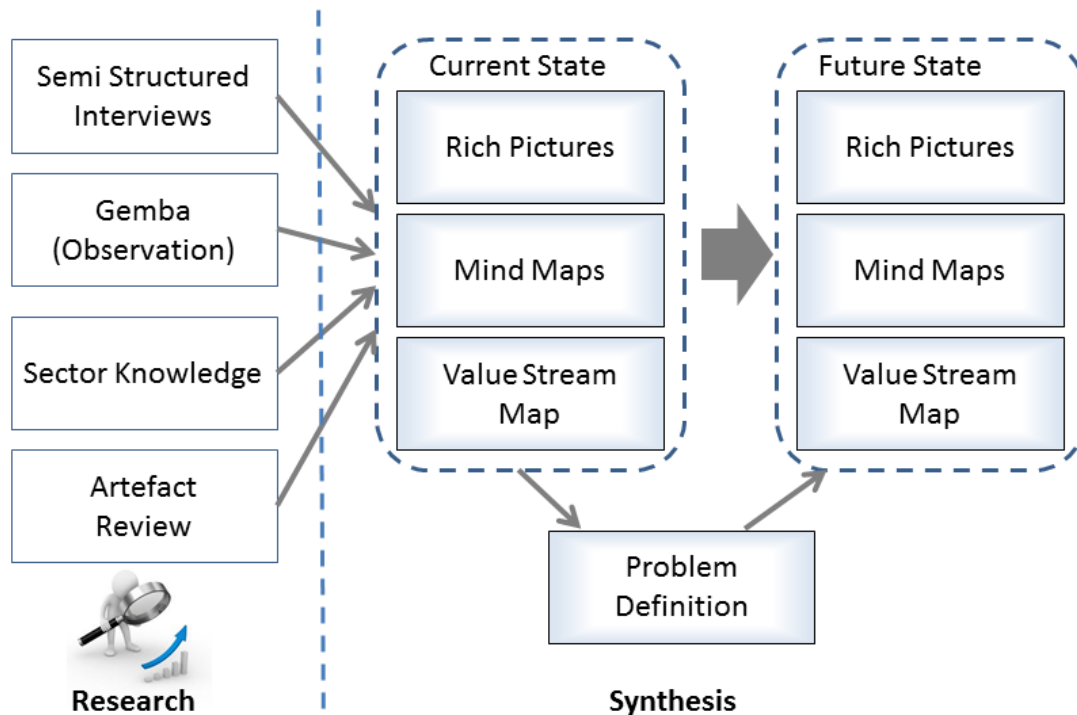 Semi Structured
Interviews
Gemba
(Observation)
Sector Knowledge
Artefact
Review
Research
Current State
Rich Pictures
Mind Maps
Value Stream
Map
Future State
Rich Pictures
Mind Maps
Value Stream
Map
Problem
Definition
Synthesis